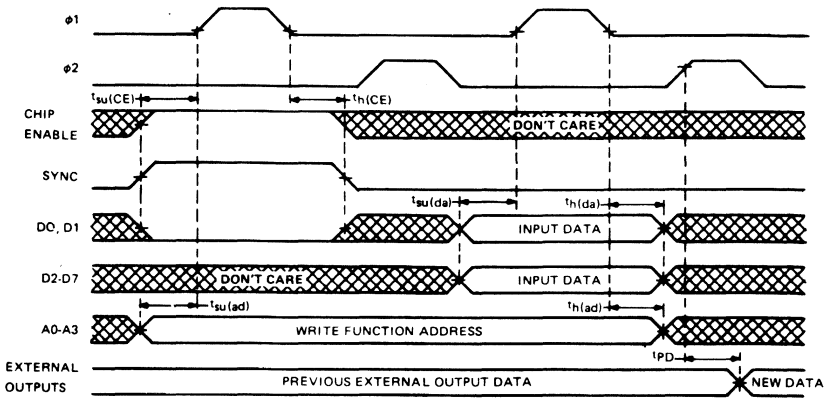 φ1
φ2
tsu(CE)
th(CE)
CHIP
ENABLE
DON'T CARE
SYNC
tsu(da)
th(da)
D0, D1
INPUT DATA
D2-D7
DON'T CARE
INPUT DATA
tsu(ad)
th(ad)
A0-A3
WRITE FUNCTION ADDRESS
tPD
EXTERNAL
OUTPUTS
PREVIOUS EXTERNAL OUTPUT DATA
NEW DATA